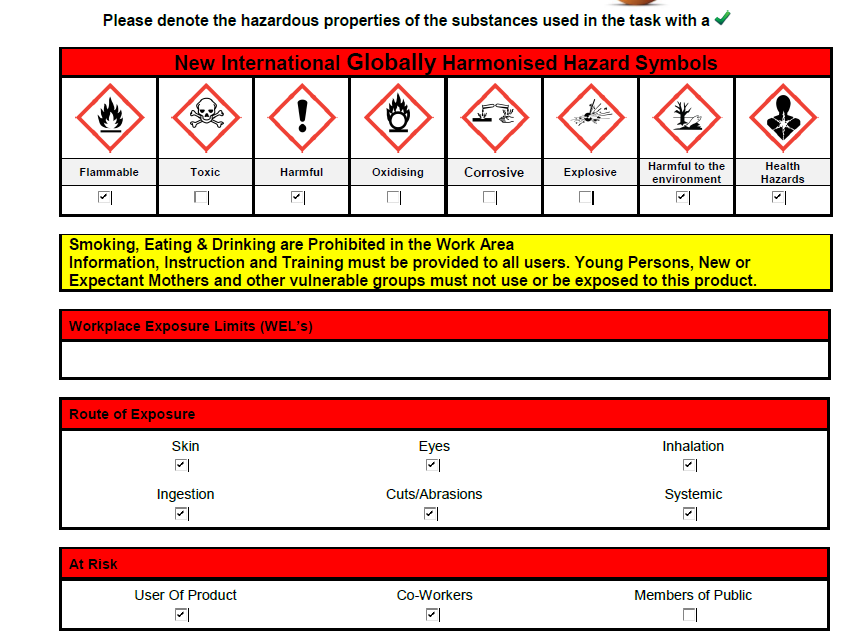 Please denote the hazardous properties of the substances used in the task with a
New International Globally Harmonised Hazard Symbols
Flammable Toxic Harmful Oxidising Corrosive Explosive Harmful to the environment Health Hazards
Smoking, Eating & Drinking are Prohibited in the Work Area
Information, Instruction and Training must be provided to all users. Young Persons, New or
Expectant Mothers and other vulnerable groups must not use or be exposed to this product.
Workplace Exposure Limits (WEL's)
Route of Exposure
Skin Eyes Inhalation
Ingestion Cuts/Abrasions Systemic
At Risk
User Of Product Co-Workers Members of Public